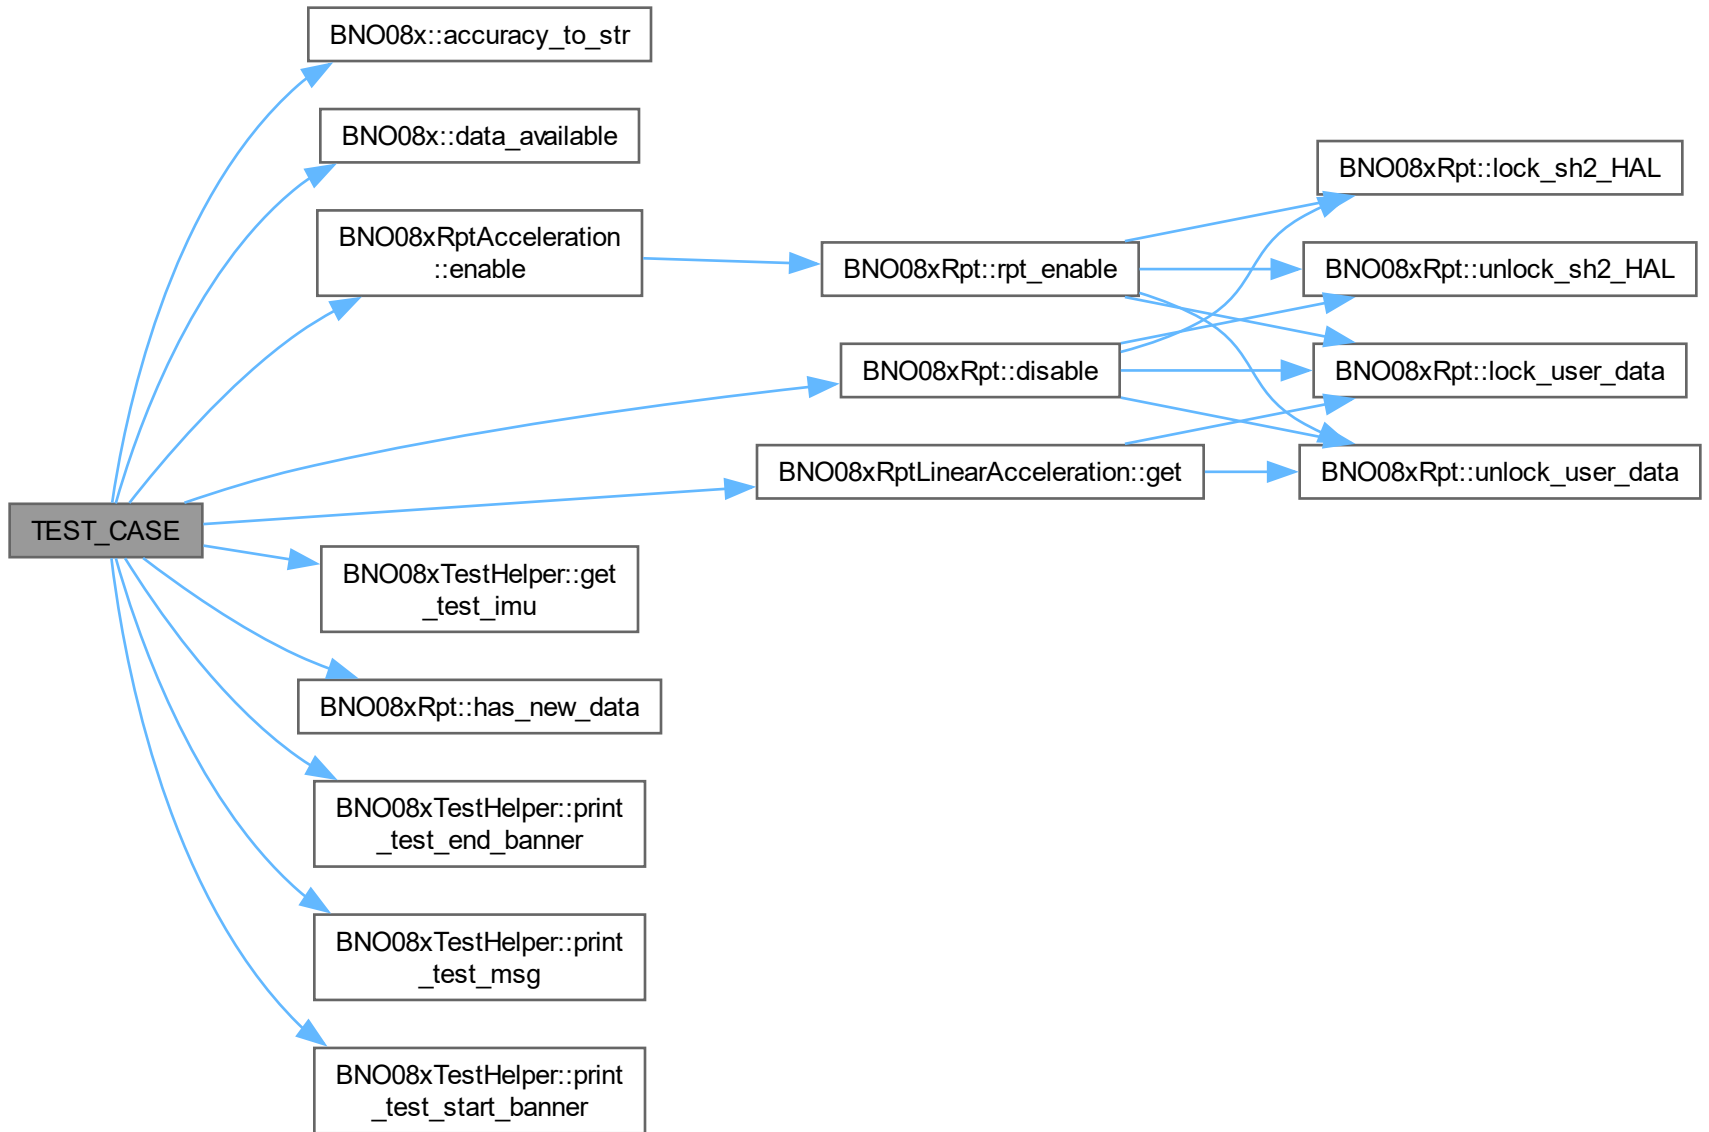 BNO08x::accuracy_to_str
BNO08x::data_available
BNO08xRptAcceleration
::enable
BNO08xRpt::rpt_enable
BNO08xRpt::lock_sh2_HAL
BNO08xRpt::unlock_sh2_HAL
BNO08xRpt::disable
BNO08xRpt::lock_user_data
BNO08xRptLinearAcceleration::get
BNO08xRpt::unlock_user_data
TEST_CASE
BNO08xTestHelper::get
_test_imu
BNO08xRpt::has_new_data
BNO08xTestHelper::print
_test_end_banner
BNO08xTestHelper::print
_test_msg
BNO08xTestHelper::print
_test_start_banner